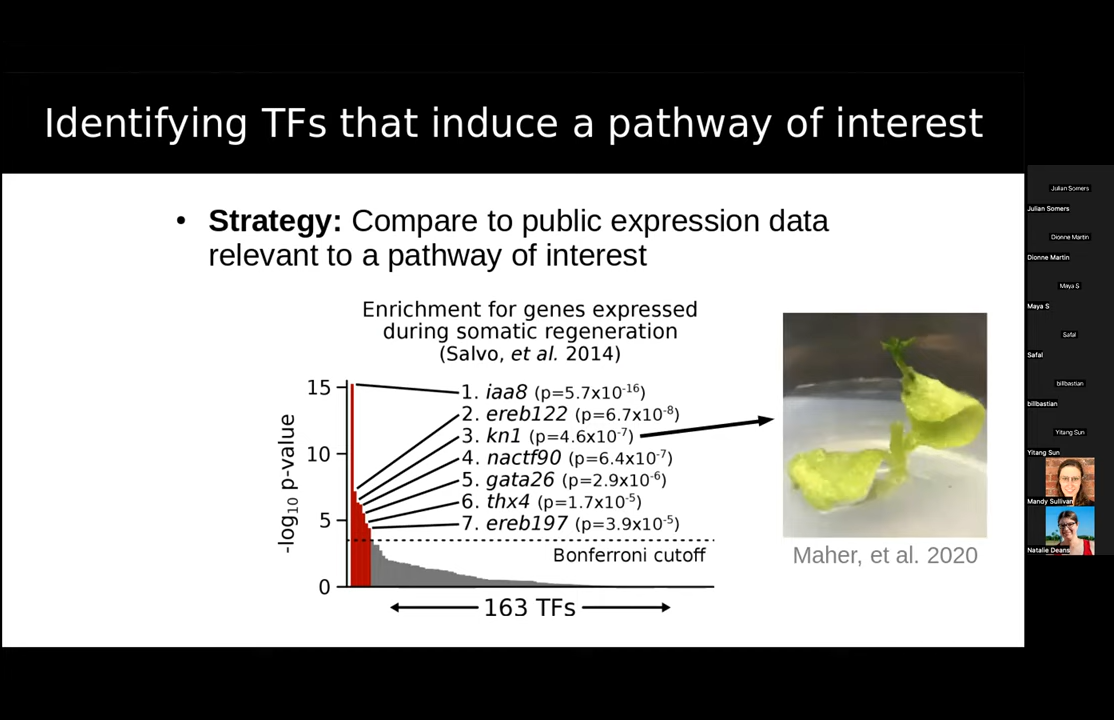 Identifying TFs that induce a pathway of interest
• Strategy: Compare to public expression data
relevant to a pathway of interest
Enrichment for genes expressed
during somatic regeneration
(Salvo, et al. 2014)
-log10 p-value
15
10
5
0
1. iaa8 (p=5.7x10-16)
2. ereb122 (p=6.7x10-8)
3. kn1 (p=4.6x10-7)
4. nactf90 (p=6.4x10-7)
5. gata26 (p=2.9x10-6)
6. thx4 (p=1.7x10-5)
7. ereb197 (p=3.9x10-5)
Bonferroni cutoff
163 TFs
Maher, et al. 2020
Julian Somers
Julian Somers
Dionne Martin
Dionne Martin
Maya S
Maya S
Safal
Safal
billbastian
billbastian
Yitang Sun
Yitang Sun
Mandy Sullivan
Natalie Deans